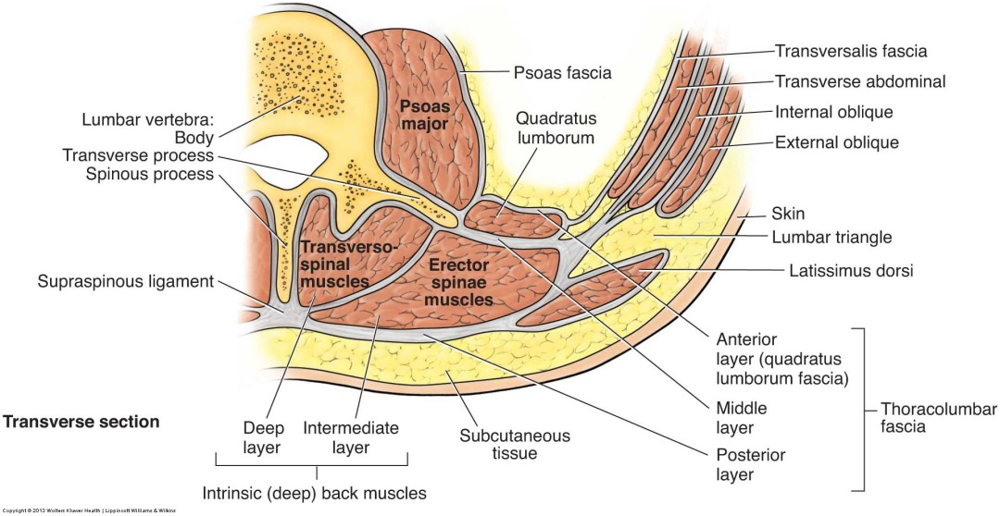 Transversalis fascia
Transverse abdominal
Internal oblique
External oblique
Psoas fascia
Psoas
major
Quadratus
lumborum
Lumbar vertebra:
Body
Transverse process
Spinous process
Skin
Lumbar triangle
Latissimus dorsi
Transverso-
spinal
muscles
Erector
spinae
muscles
Supraspinous ligament
Anterior
layer (quadratus
lumborum fascia)
Middle
layer
Posterior
layer
Thoracolumbar
fascia
Transverse section
Deep
layer
Intermediate
layer
Subcutaneous
tissue
Intrinsic (deep) back muscles
Copyright © 2013 Wolters Kluwer Health | Lippincott Williams & Wilkins